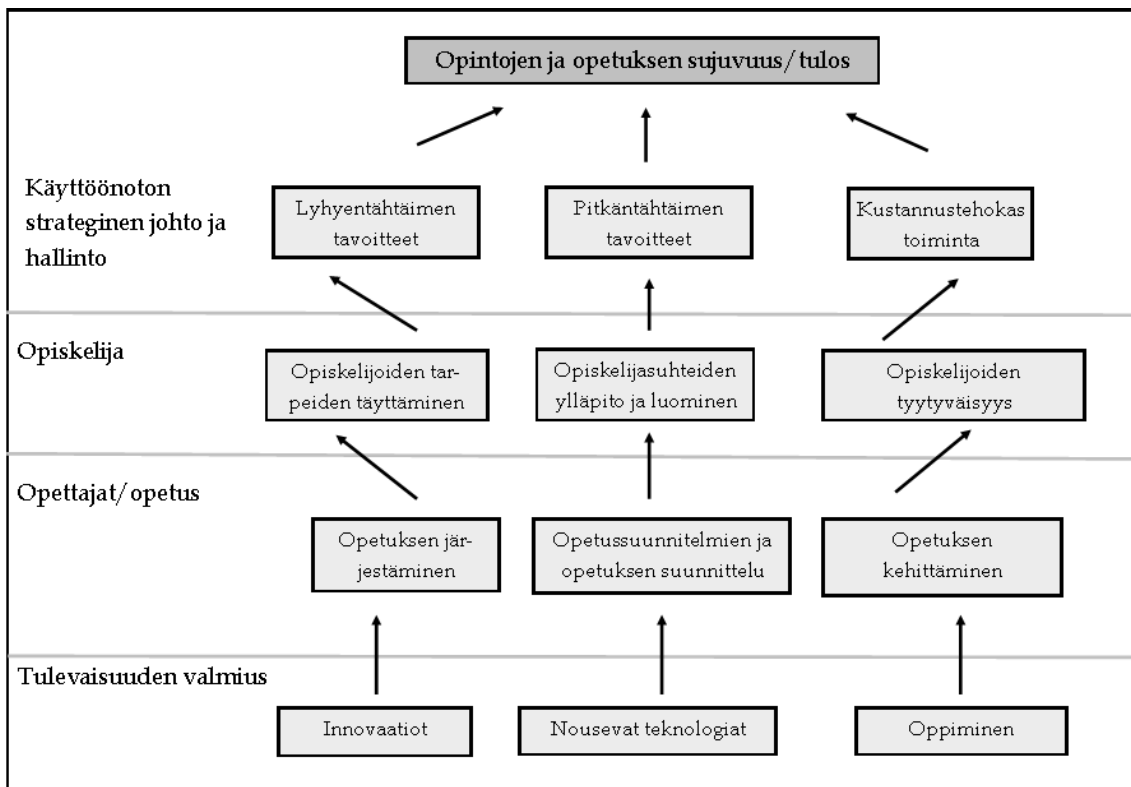 Opintojen ja opetuksen sujuvuus/tulos
Käyttöönoton
strateginen johto ja
hallinto
Lyhyentähtäimen
tavoitteet
Pitkäntähtäimen
tavoitteet
Kustannustehokas
toiminta
Opiskelija
Opiskelijoiden tar-
peiden täyttäminen
Opiskelijasuhteiden
ylläpito ja luominen
Opiskelijoiden
tyytyväisyys
Opettajat/opetus
Opetuksen jär-
jestäminen
Opetussuunnitelmien ja
opetuksen suunnittelu
Opetuksen
kehittäminen
Tulevaisuuden valmius
Innovaatiot
Nousevat teknologiat
Oppiminen